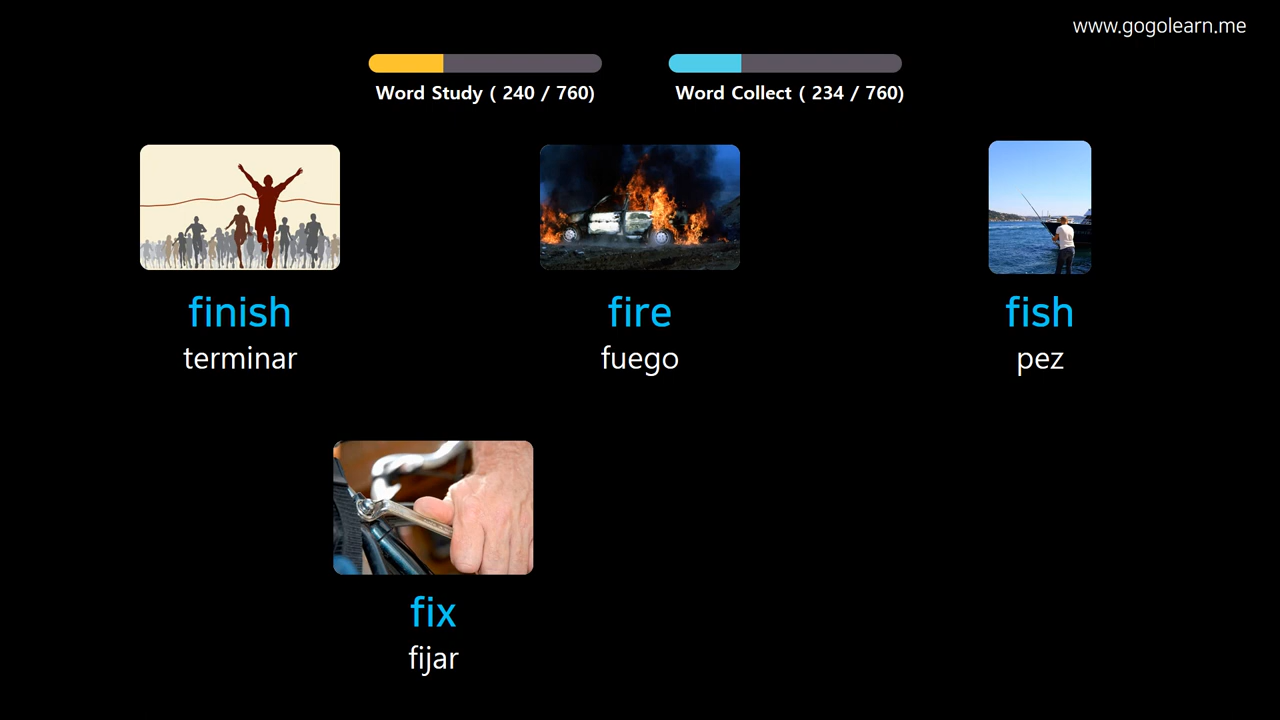 www.gogolearn.me
Word Study ( 240 / 760)
Word Collect ( 234 / 760)
finish
terminar
fire
fuego
fish
pez
fix
fijar